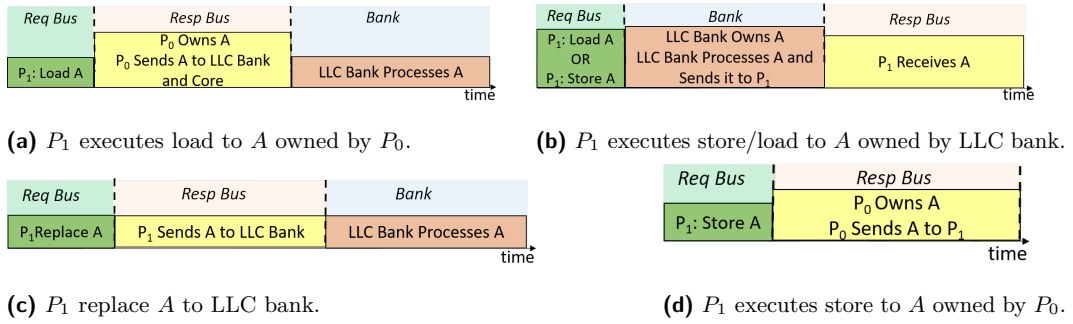 Req Bus
Resp Bus
Bank
P₁: Load A
P₀ Owns A
P₀ Sends A to LLC Bank
and Core
LLC Bank Processes A
time
(a) P₁ executes load to A owned by P₀.
Req Bus
Bank
Resp Bus
P₁: Load A
OR
P₁: Store A
LLC Bank Owns A
LLC Bank Processes A and
Sends it to P₁
P₁ Receives A
time
(b) P₁ executes store/load to A owned by LLC bank.
Req Bus
Resp Bus
Bank
P₁Replace A
P₁ Sends A to LLC Bank
LLC Bank Processes A
time
(c) P₁ replace A to LLC bank.
Req Bus
Resp Bus
P₁: Store A
P₀ Owns A
P₀ Sends A to P₁
time
(d) P₁ executes store to A owned by P₀.